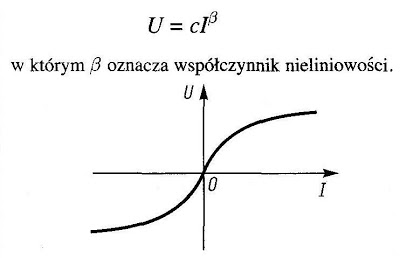 U = cI^β
w którym β oznacza współczynnik nieliniowości.
U
0
I